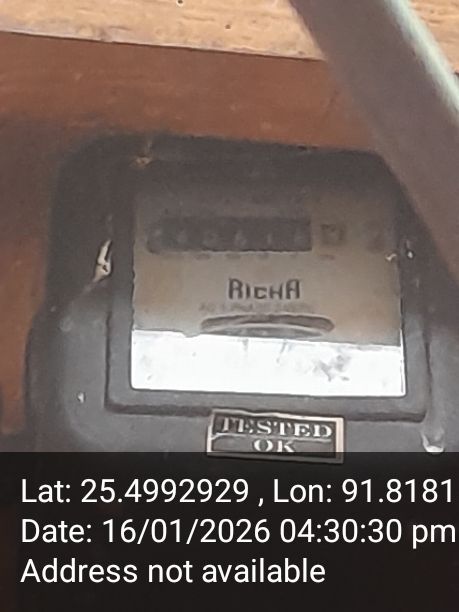 RICHA
TESTED
OK
Lat: 25.4992929 , Lon: 91.8181
Date: 16/01/2026 04:30:30 pm
Address not available